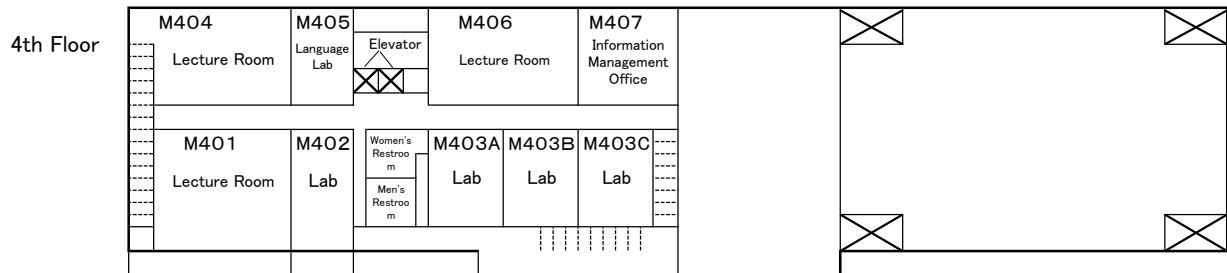 4th Floor
M404
Lecture Room
M405
Language
Lab
Elevator
M406
Lecture Room
M407
Information
Management
Office
M401
Lecture Room
M402
Lab
Women's
Restroo
m
Men's
Restroo
m
M403A
Lab
M403B
Lab
M403C
Lab